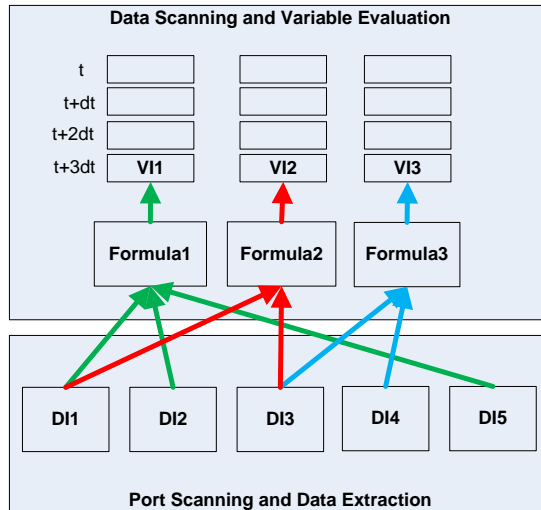 Data Scanning and Variable Evaluation
t
t+dt
t+2dt
t+3dt VI1 VI2 VI3
Formula1 Formula2 Formula3
DI1 DI2 DI3 DI4 DI5
Port Scanning and Data Extraction